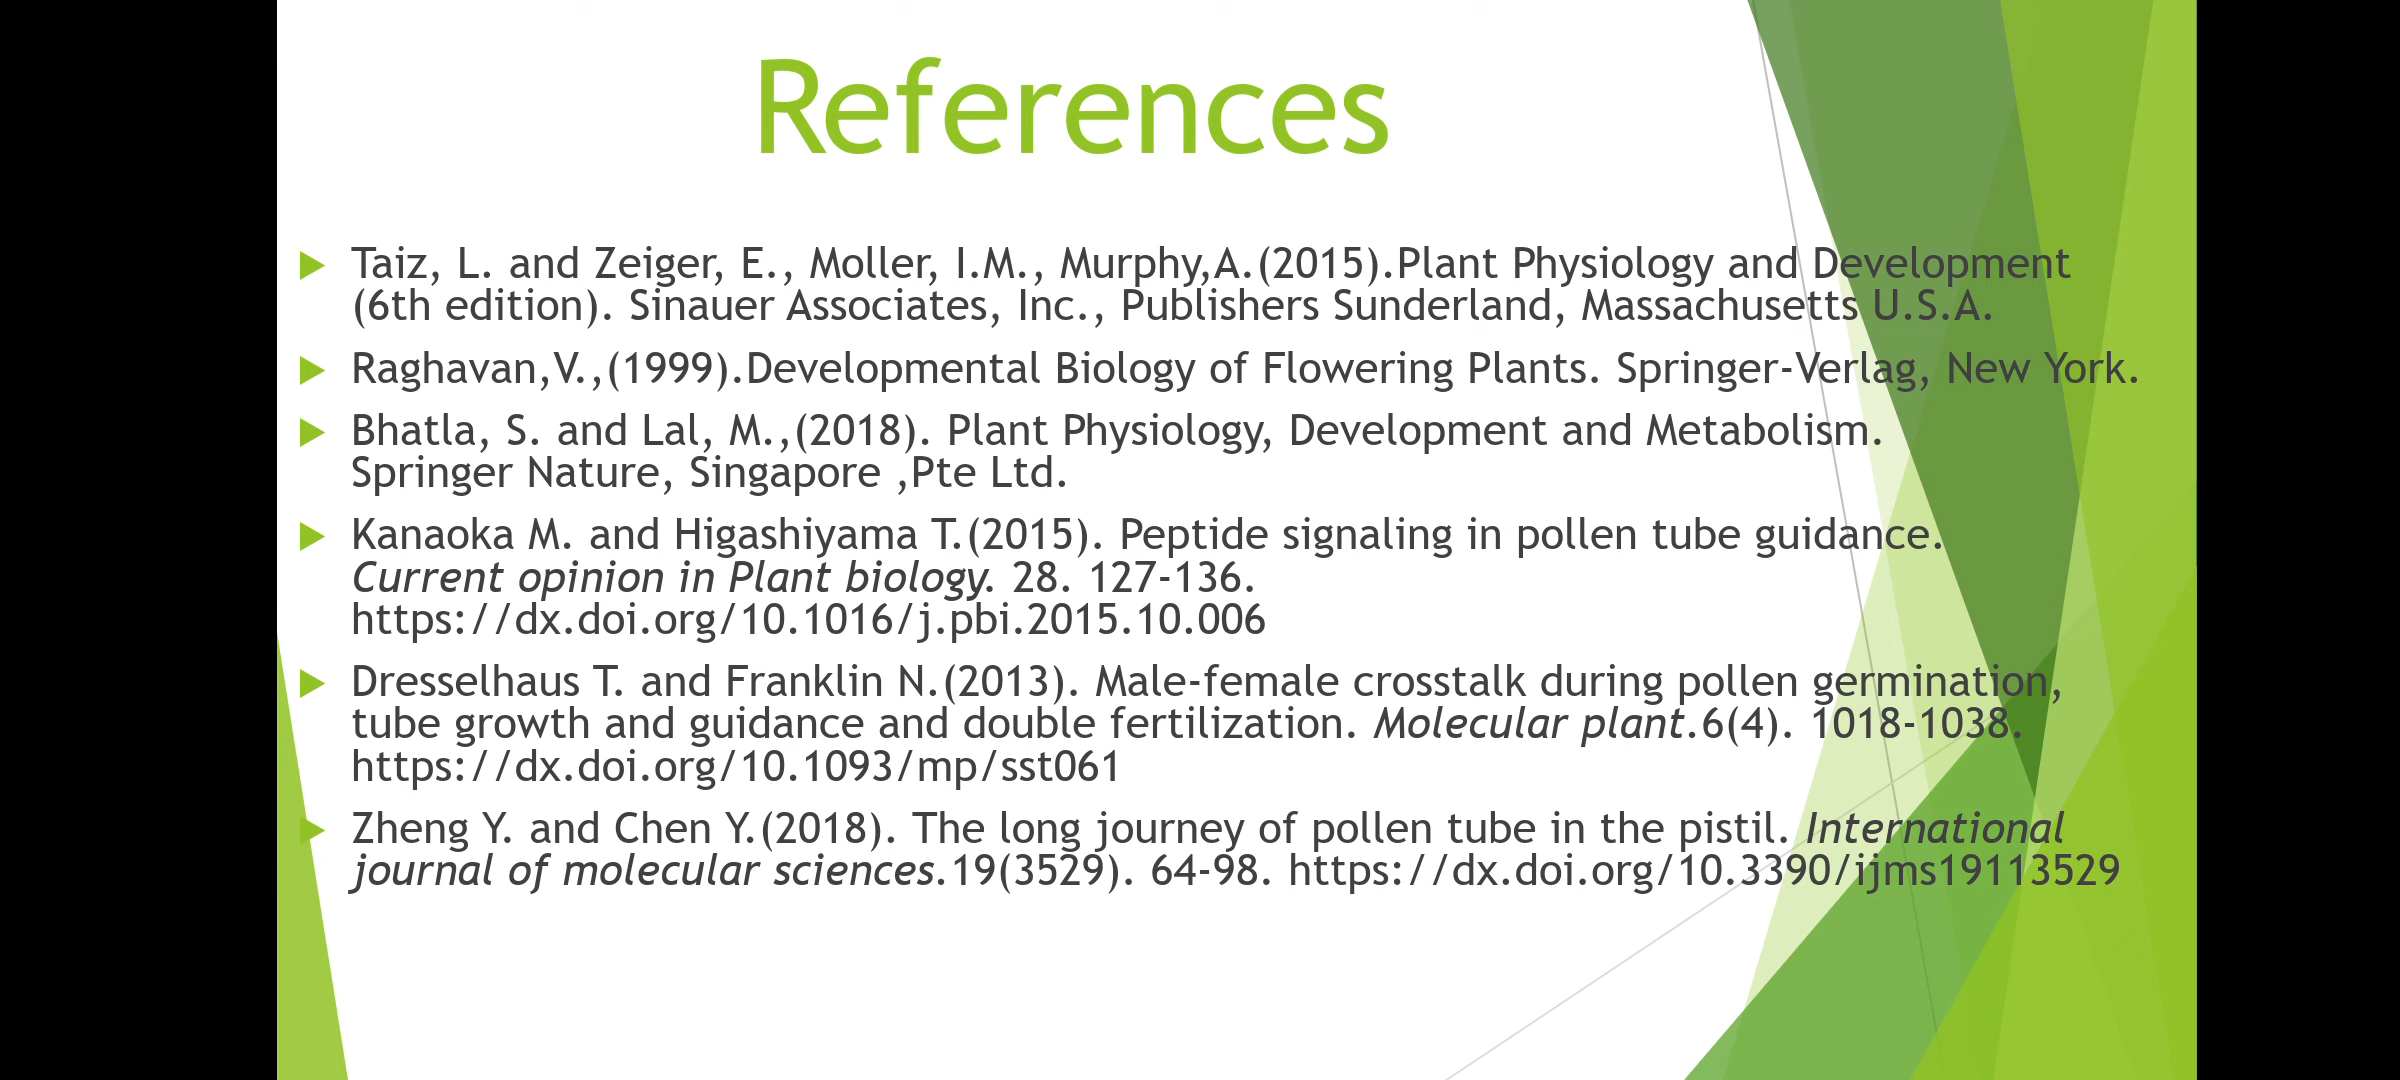 References
Taiz, L. and Zeiger, E., Moller, I.M., Murphy,A.(2015).Plant Physiology and Development
(6th edition). Sinauer Associates, Inc., Publishers Sunderland, Massachusetts U.S.A.
Raghavan,V.,(1999).Developmental Biology of Flowering Plants. Springer-Verlag, New York.
Bhatla, S. and Lal, M.,(2018). Plant Physiology, Development and Metabolism.
Springer Nature, Singapore ,Pte Ltd.
Kanaoka M. and Higashiyama T.(2015). Peptide signaling in pollen tube guidance.
Current opinion in Plant biology. 28. 127-136.
https://dx.doi.org/10.1016/j.pbi.2015.10.006
Dresselhaus T. and Franklin N.(2013). Male-female crosstalk during pollen germination,
tube growth and guidance and double fertilization. Molecular plant.6(4). 1018-1038.
https://dx.doi.org/10.1093/mp/sst061
Zheng Y. and Chen Y.(2018). The long journey of pollen tube in the pistil. International
journal of molecular sciences.19(3529). 64-98. https://dx.doi.org/10.3390/ijms19113529